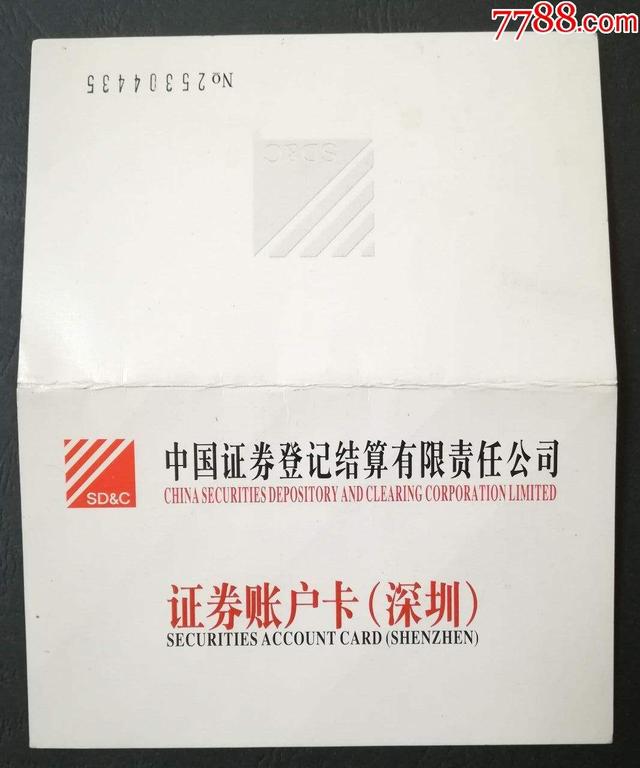 7788.com
No25304435
SD&C
中国证券登记结算有限责任公司
CHINA SECURITIES DEPOSITORY AND CLEARING CORPORATION LIMITED
SD&C
证券账户卡(深圳)
SECURITIES ACCOUNT CARD (SHENZHEN)